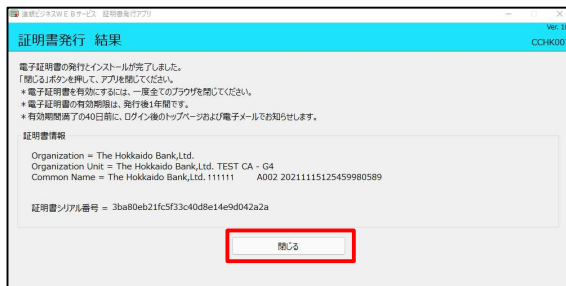 道銀ビジネスWEBサービス 証明書発行アプリ
Ver. 1
証明書発行 結果
CCHK00
電子証明書の発行とインストールが完了しました。
「閉じる」ボタンを押して、アプリを閉じてください。
＊電子証明書を有効にするには、一度全てのブラウザを閉じてください。
＊電子証明書の有効期限は、発行後1年間です。
＊有効期間満了の40日前に、ログイン後のトップページおよび電子メールでお知らせします。
証明書情報
Organization = The Hokkaido Bank,Ltd.
Organization Unit = The Hokkaido Bank,Ltd. TEST CA - G4
Common Name = The Hokkaido Bank,Ltd. 111111 A002 20211115125459980589
証明書シリアル番号 = 3ba80eb21fc5f33c40d8e14e9d042a2a
閉じる